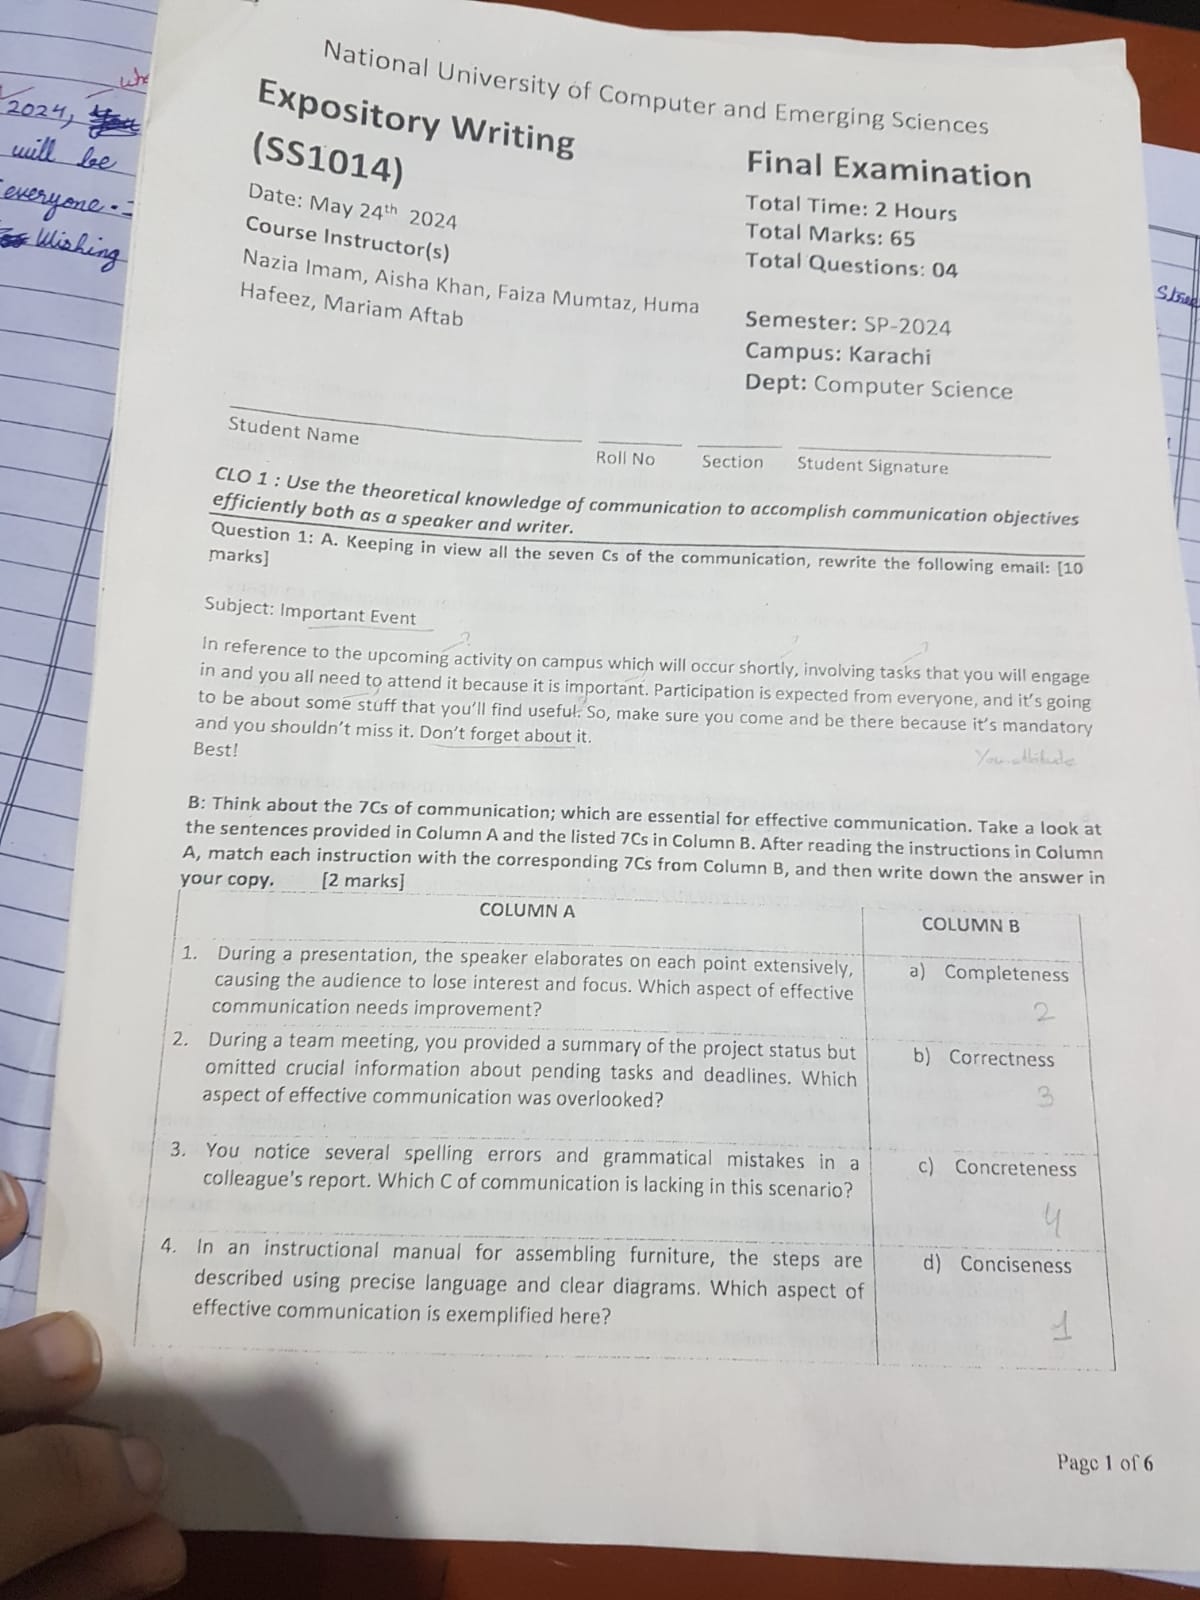 2024,
will be
everyone.
Wishing
National University of Computer and Emerging Sciences
Expository Writing
(SS1014)
Date: May 24th 2024
Course Instructor(s)
Nazia Imam, Aisha Khan, Faiza Mumtaz, Huma
Hafeez, Mariam Aftab
Final Examination
Total Time: 2 Hours
Total Marks: 65
Total Questions: 04
Semester: SP-2024
Campus: Karachi
Dept: Computer Science
Student Name
Roll No
Section
Student Signature
CLO 1 : Use the theoretical knowledge of communication to accomplish communication objectives
efficiently both as a speaker and writer.
Question 1: A. Keeping in view all the seven Cs of the communication, rewrite the following email: [10
marks]
Subject: Important Event
In reference to the upcoming activity on campus which will occur shortly, involving tasks that you will engage
in and you all need to attend it because it is important. Participation is expected from everyone, and it's going
to be about some stuff that you'll find useful. So, make sure you come and be there because it's mandatory
and you shouldn't miss it. Don't forget about it.
Best!
You attitude
B: Think about the 7Cs of communication; which are essential for effective communication. Take a look at
the sentences provided in Column A and the listed 7Cs in Column B. After reading the instructions in Column
A, match each instruction with the corresponding 7Cs from Column B, and then write down the answer in
your copy. [2 marks]
COLUMN A
COLUMN B
1. During a presentation, the speaker elaborates on each point extensively,
causing the audience to lose interest and focus. Which aspect of effective
communication needs improvement?
a) Completeness
2
2. During a team meeting, you provided a summary of the project status but
omitted crucial information about pending tasks and deadlines. Which
aspect of effective communication was overlooked?
b) Correctness
3
3. You notice several spelling errors and grammatical mistakes in a
colleague's report. Which C of communication is lacking in this scenario?
c) Concreteness
4
4. In an instructional manual for assembling furniture, the steps are
described using precise language and clear diagrams. Which aspect of
effective communication is exemplified here?
d) Conciseness
1
Page 1 of 6